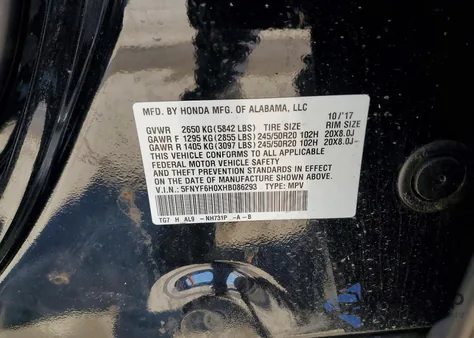 MFD. BY HONDA MFG. OF ALABAMA, LLC 10/'17
GVWR 2650 KG(5842 LBS) TIRE SIZE RIM SIZE
GAWR F 1295 KG(2855 LBS) 245/50R20 102H 20X8.0J
GAWR R 1405 KG(3097 LBS) 245/50R20 102H 20X8.0J
THIS VEHICLE CONFORMS TO ALL APPLICABLE
FEDERAL MOTOR VEHICLE SAFETY
AND THEFT PREVENTION STANDARDS IN EFFECT
ON THE DATE OF MANUFACTURE SHOWN ABOVE.
V.I.N.: 5FNYF6H0XHB086293 TYPE: MPV
TG7 H AL9 -NH731P -A-B